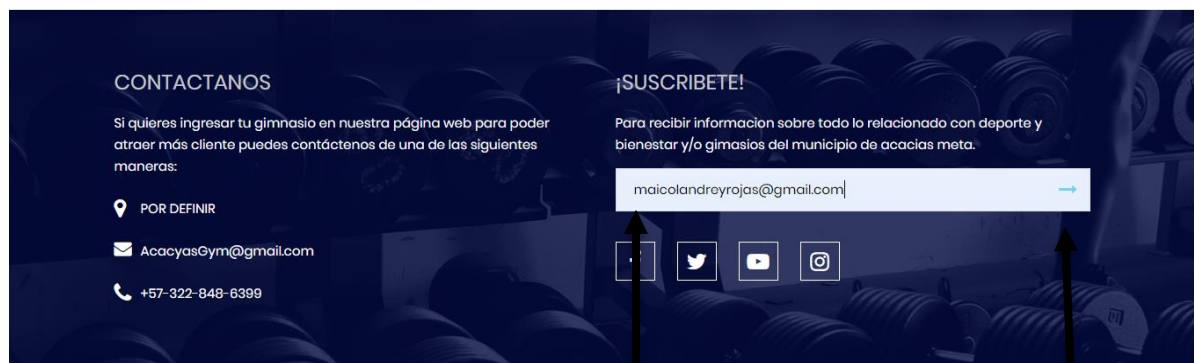 CONTACTANOS
Si quieres ingresar tu gimnasio en nuestra página web para poder
atraer más cliente puedes contáctenos de una de las siguientes
maneras:
POR DEFINIR
AcacyasGym@gmail.com
+57-322-848-6399
¡SUSCRIBETE!
Para recibir informacion sobre todo lo relacionado con deporte y
bienestar y/o gimasios del municipio de acacias meta.
maicolandreyrojas@gmail.com